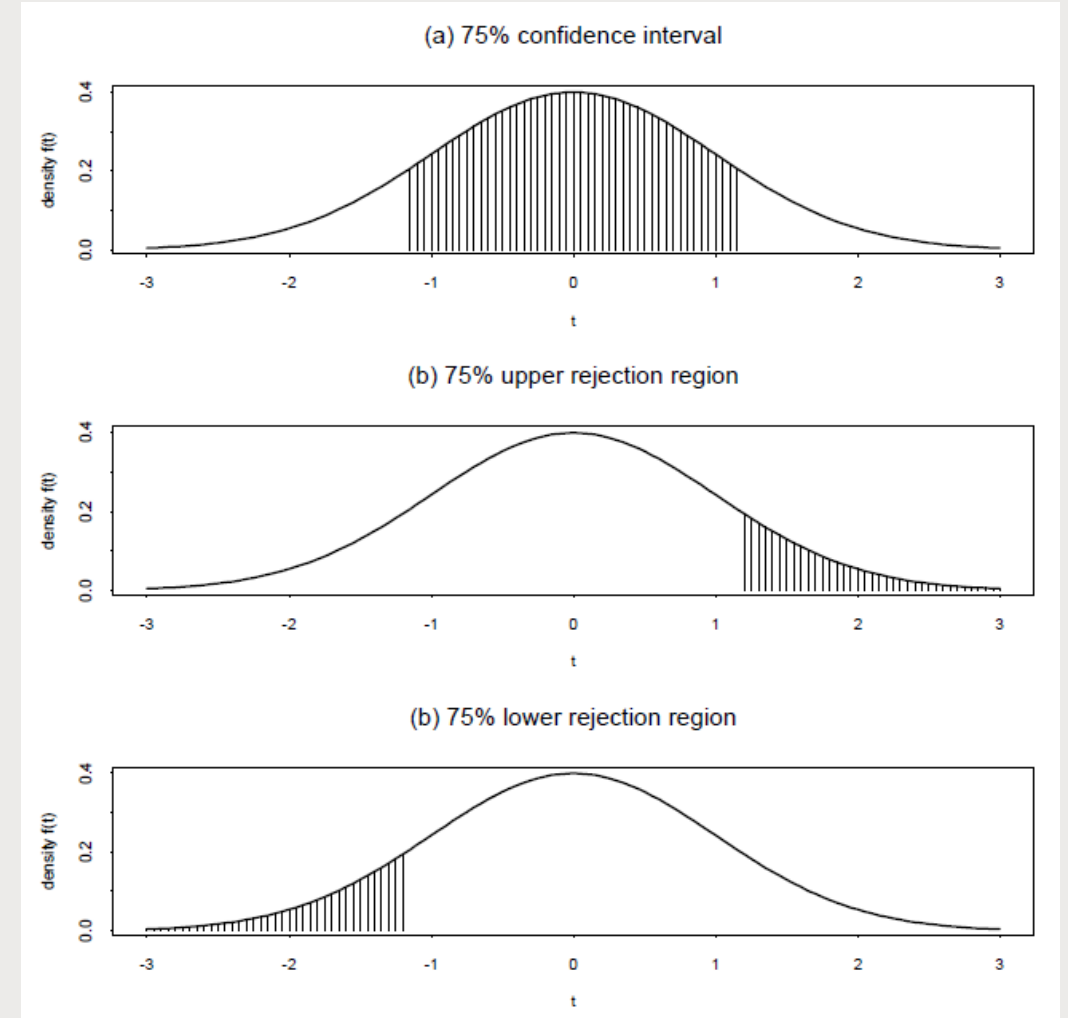 (a) 75% confidence interval
density f(t)
0.4
0.2
0.0
-3 -2 -1 0 1 2 3
t
(b) 75% upper rejection region
density f(t)
0.4
0.2
0.0
-3 -2 -1 0 1 2 3
t
(b) 75% lower rejection region
density f(t)
0.4
0.2
0.0
-3 -2 -1 0 1 2 3
t